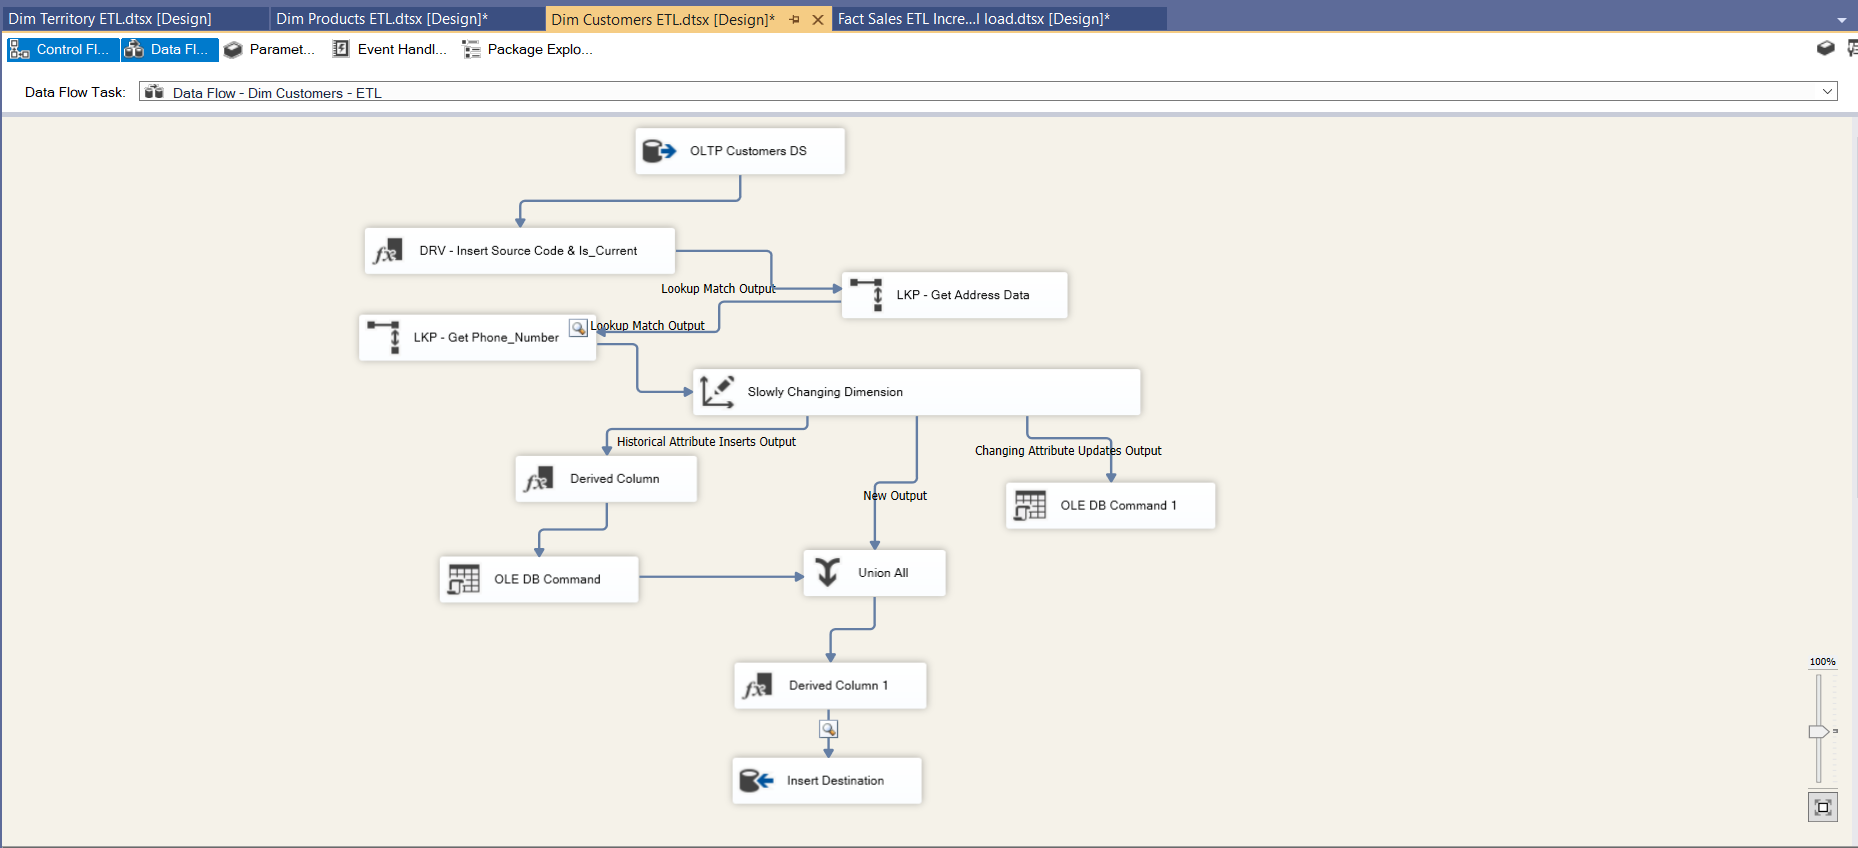 Dim Territory ETL.dtsx [Design]
Dim Products ETL.dtsx [Design]*
Dim Customers ETL.dtsx [Design]*
Fact Sales ETL Incre...l load.dtsx [Design]*
Control Fl...
Data Fl...
Paramet...
Event Handl...
Package Explo...
Data Flow Task:
Data Flow - Dim Customers - ETL
OLTP Customers DS
DRV - Insert Source Code & Is_Current
Lookup Match Output
LKP - Get Address Data
Lookup Match Output
LKP - Get Phone_Number
Slowly Changing Dimension
Historical Attribute Inserts Output
Changing Attribute Updates Output
Derived Column
New Output
OLE DB Command 1
OLE DB Command
Union All
Derived Column 1
Insert Destination
100%